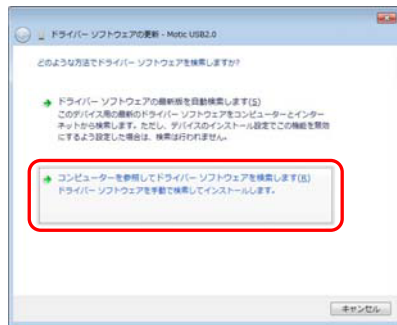 ドライバー ソフトウェアの更新 - Motic USB2.0
どのような方法でドライバー ソフトウェアを検索しますか?
ドライバー ソフトウェアの最新版を自動検索します(S)
このデバイス用の最新のドライバー ソフトウェアをコンピューターとインター
ネットから検索します。ただし、デバイスのインストール設定でこの機能を無効
にするよう設定した場合は、検索は行われません。
コンピューターを参照してドライバー ソフトウェアを検索します(R)
ドライバー ソフトウェアを手動で検索してインストールします。
キャンセル